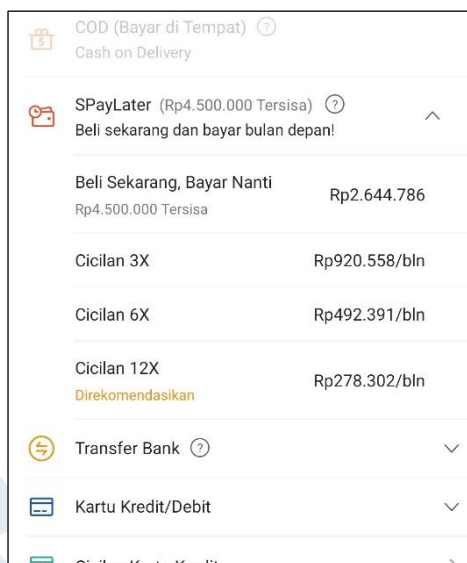 COD (Bayar di Tempat) ?
Cash on Delivery
SPayLater (Rp4.500.000 Tersisa) ?
Beli sekarang dan bayar bulan depan!
Beli Sekarang, Bayar Nanti Rp2.644.786
Rp4.500.000 Tersisa
Cicilan 3X Rp920.558/bln
Cicilan 6X Rp492.391/bln
Cicilan 12X Rp278.302/bln
Direkomendasikan
Transfer Bank ?
Kartu Kredit/Debit